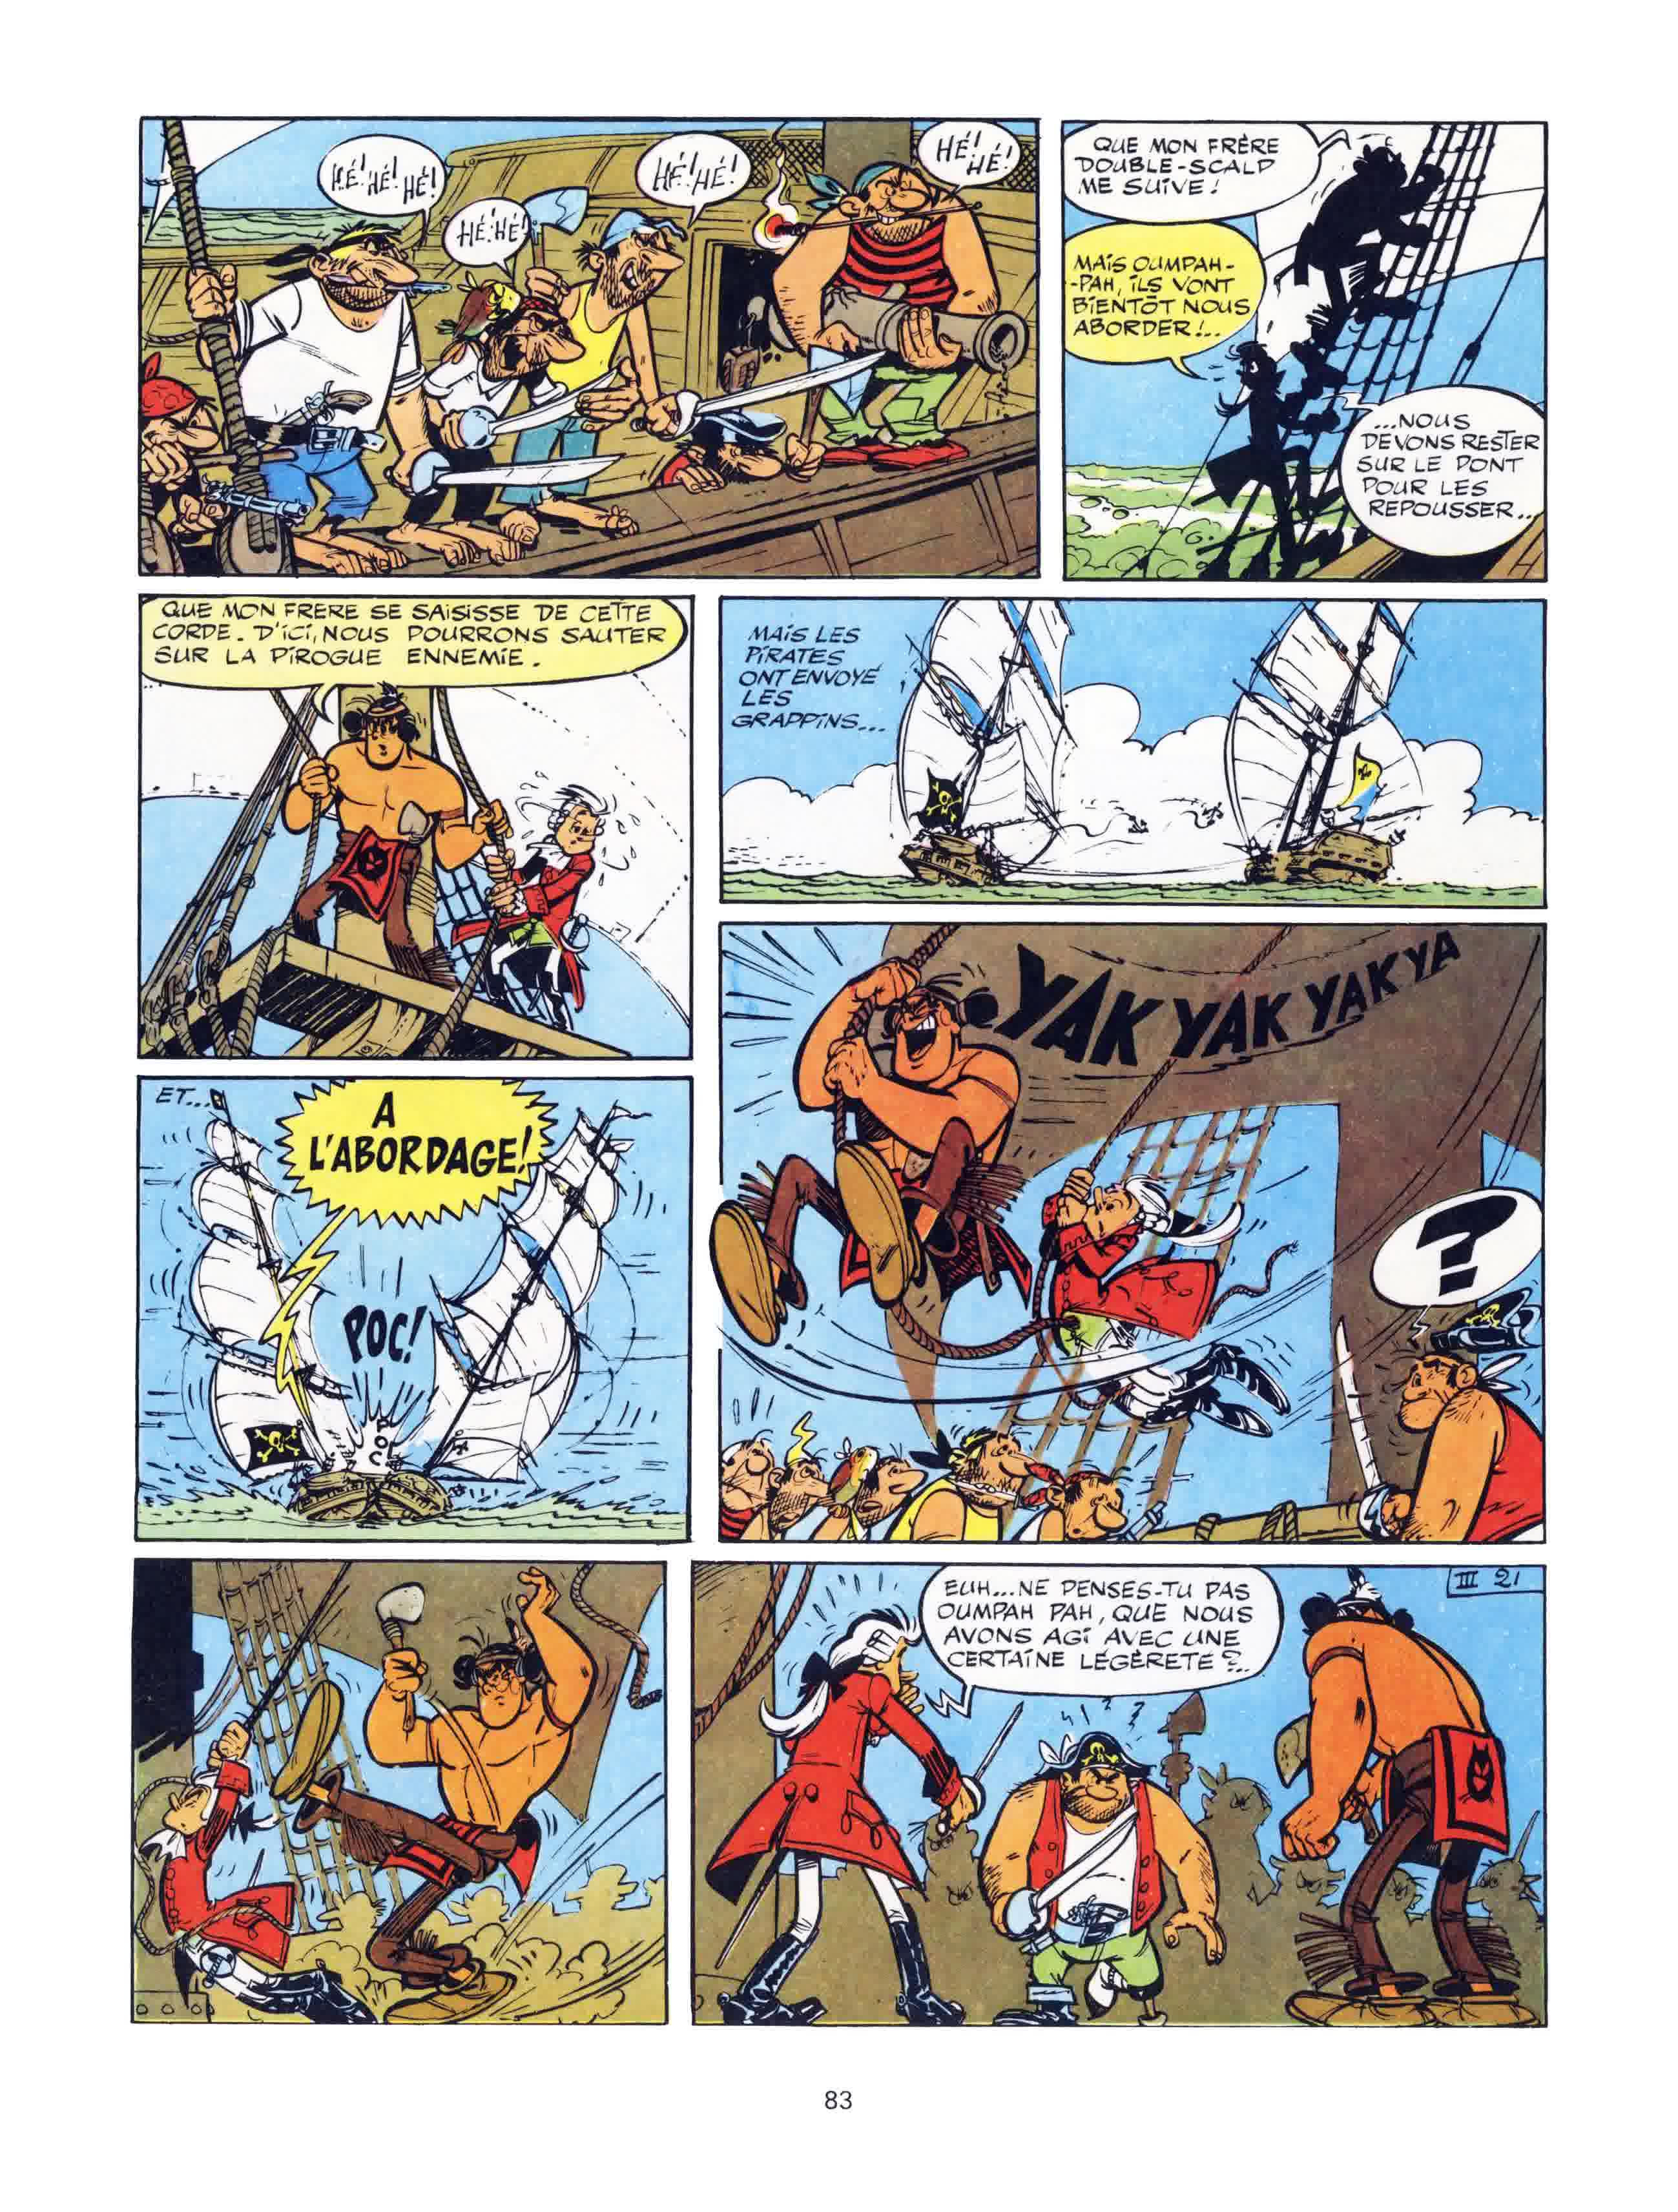 HÉ! HÉ! HÉ!
HÉ! HÉ!
HÉ! HÉ!
HÉ!
HÉ!
QUE MON FRÈRE
DOUBLE-SCALP
ME SUIVE!
MAIS OUMPAH-
-PAH, ILS VONT
BIENTÔT NOUS
ABORDER!..
...NOUS
DEVONS RESTER
SUR LE PONT
POUR LES
REPOUSSER...
QUE MON FRERE SE SAISISSE DE CETTE
CORDE. D'ICI, NOUS POURRONS SAUTER
SUR LA PIROGUE ENNEMIE.
MAIS LES
PIRATES
ONT ENVOYÉ
LES
GRAPPINS...
ET...
A
L'ABORDAGE!
POC!
POC
YAK YAK YAK YA
?
EUH...NE PENSES-TU PAS
OUMPAH PAH, QUE NOUS
AVONS AGI AVEC UNE
CERTAINE LÉGÈRETÉ ?..
III 21
83